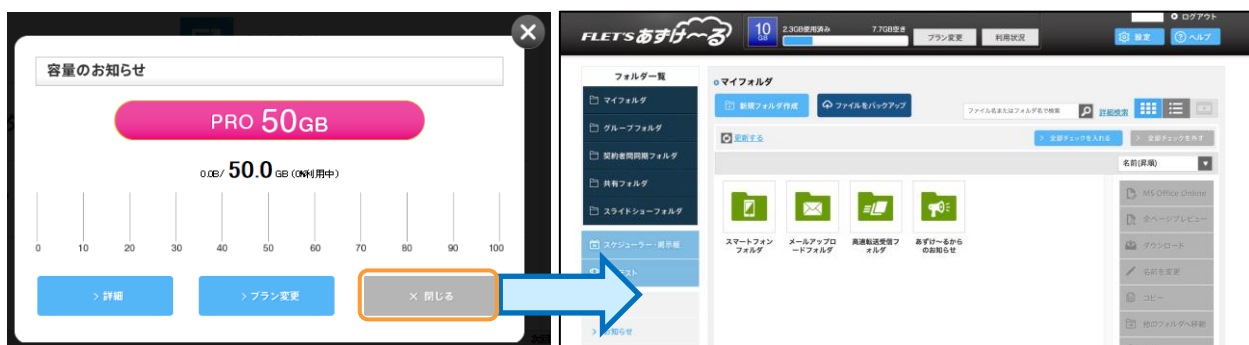 容量のお知らせ
PRO 50GB
0.0B/ 50.0 GB (0%利用中)
0 10 20 30 40 50 60 70 80 90 100
> 詳細
> プラン変更
× 閉じる
FLET'S あずけ〜る
10 GB
2.3GB使用済み
7.7GB空き
プラン変更
利用状況
ログアウト
設定
ヘルプ
フォルダ一覧
マイフォルダ
グループフォルダ
契約者間同期フォルダ
共有フォルダ
スライドショーフォルダ
スケジューラー・掲示板
> お知らせ
マイフォルダ
新規フォルダ作成
ファイルをバックアップ
ファイル名またはフォルダ名で検索
詳細検索
更新する
> 全部チェックを入れる
> 全部チェックを外す
名前(昇順)
スマートフォン
フォルダ
メールアップロ
ードフォルダ
高速転送受信フ
ォルダ
あずけ〜るから
のお知らせ
MS Office Online
全ページプレビュー
ダウンロード
名前を変更
コピー
他のフォルダへ移動